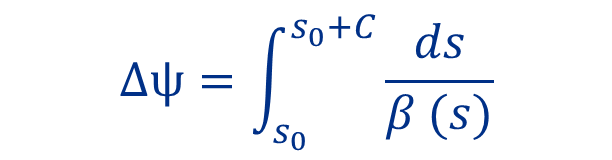 Δψ = ∫_{s₀}^{s₀+C} ds / β (s)